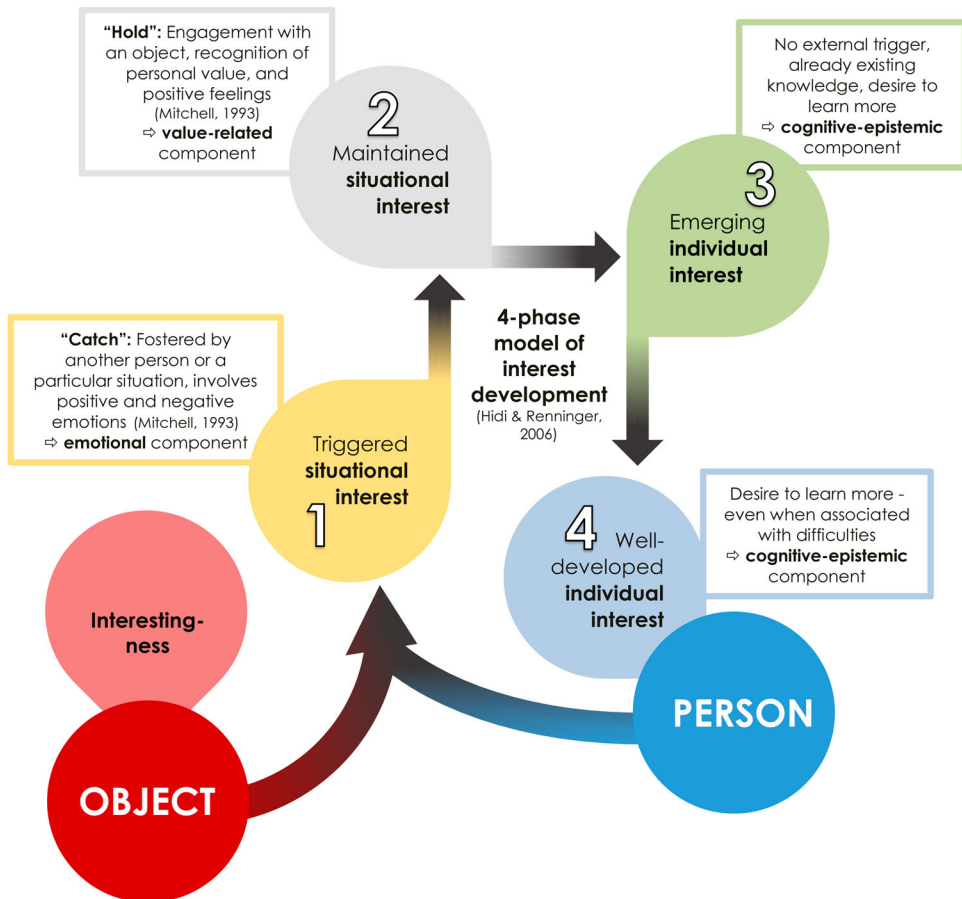 “Hold”: Engagement with
an object, recognition of
personal value, and
positive feelings
(Mitchell, 1993)
⇨ value-related
component
2
Maintained
situational
interest
No external trigger,
already existing
knowledge, desire to
learn more
⇨ cognitive-epistemic
component
3
Emerging
individual
interest
“Catch”: Fostered by
another person or a
particular situation, involves
positive and negative
emotions (Mitchell, 1993)
⇨ emotional component
Triggered
situational
interest
1
4-phase
model of
interest
development
(Hidi & Renninger,
2006)
4 Well-
developed
individual
interest
Desire to learn more -
even when associated
with difficulties
⇨ cognitive-epistemic
component
Interesting-
ness
OBJECT
PERSON